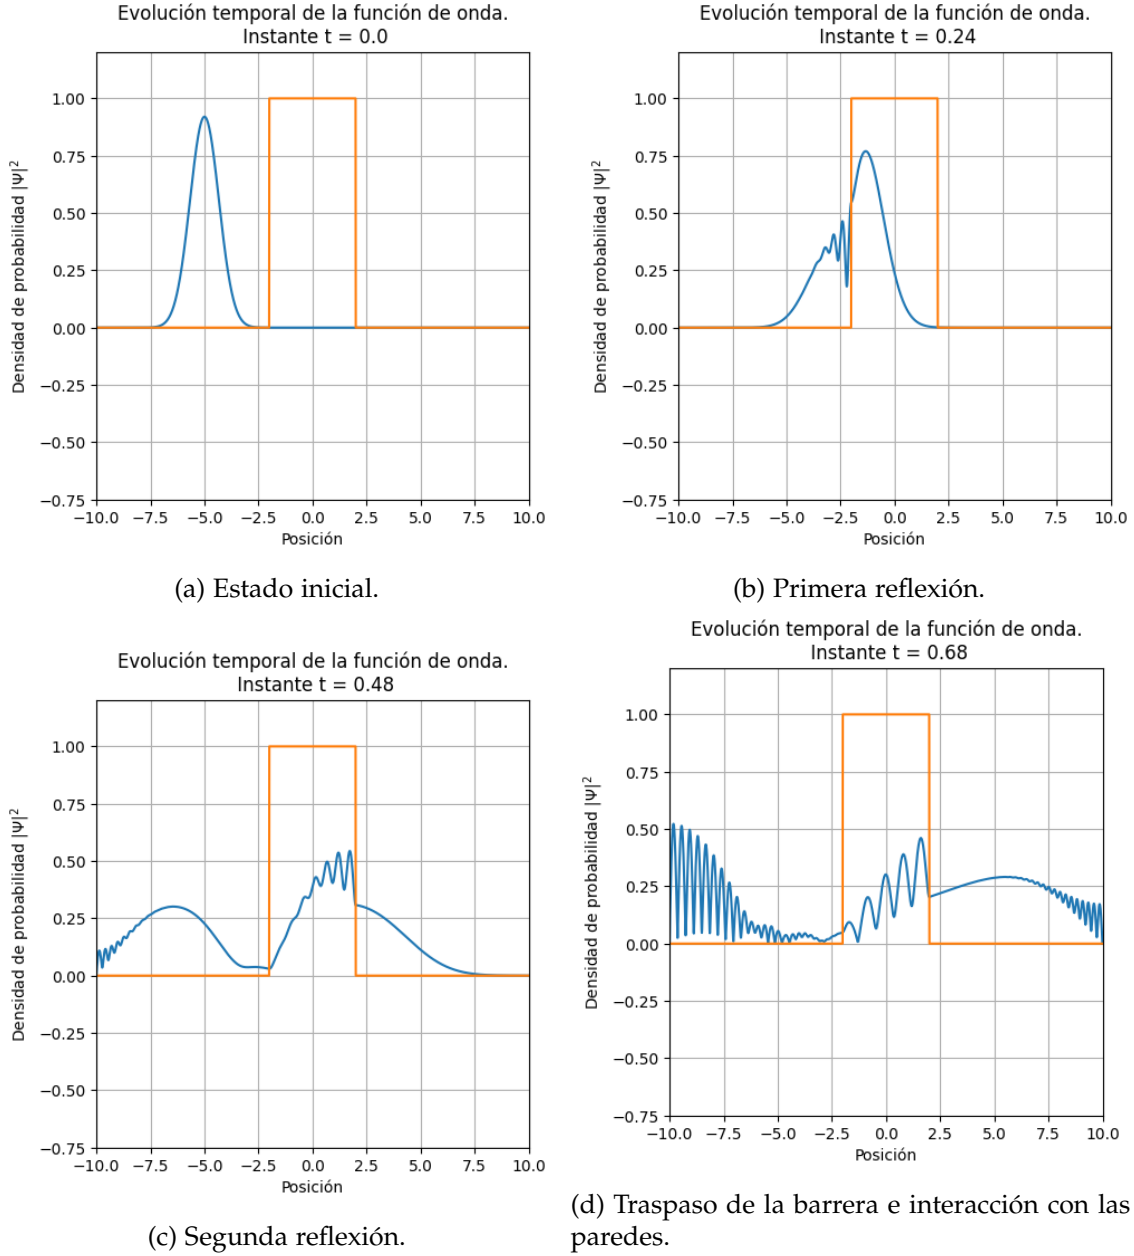 Evolución temporal de la función de onda.
Instante t = 0.0
Densidad de probabilidad |Ψ|²
1.00
0.75
0.50
0.25
0.00
−0.25
−0.50
−0.75
−10.0 −7.5 −5.0 −2.5 0.0 2.5 5.0 7.5 10.0
Posición
(a) Estado inicial.
Evolución temporal de la función de onda.
Instante t = 0.24
Densidad de probabilidad |Ψ|²
1.00
0.75
0.50
0.25
0.00
−0.25
−0.50
−0.75
−10.0 −7.5 −5.0 −2.5 0.0 2.5 5.0 7.5 10.0
Posición
(b) Primera reflexión.
Evolución temporal de la función de onda.
Instante t = 0.48
Densidad de probabilidad |Ψ|²
1.00
0.75
0.50
0.25
0.00
−0.25
−0.50
−0.75
−10.0 −7.5 −5.0 −2.5 0.0 2.5 5.0 7.5 10.0
Posición
(c) Segunda reflexión.
Evolución temporal de la función de onda.
Instante t = 0.68
Densidad de probabilidad |Ψ|²
1.00
0.75
0.50
0.25
0.00
−0.25
−0.50
−0.75
−10.0 −7.5 −5.0 −2.5 0.0 2.5 5.0 7.5 10.0
Posición
(d) Traspaso de la barrera e interacción con las
paredes.